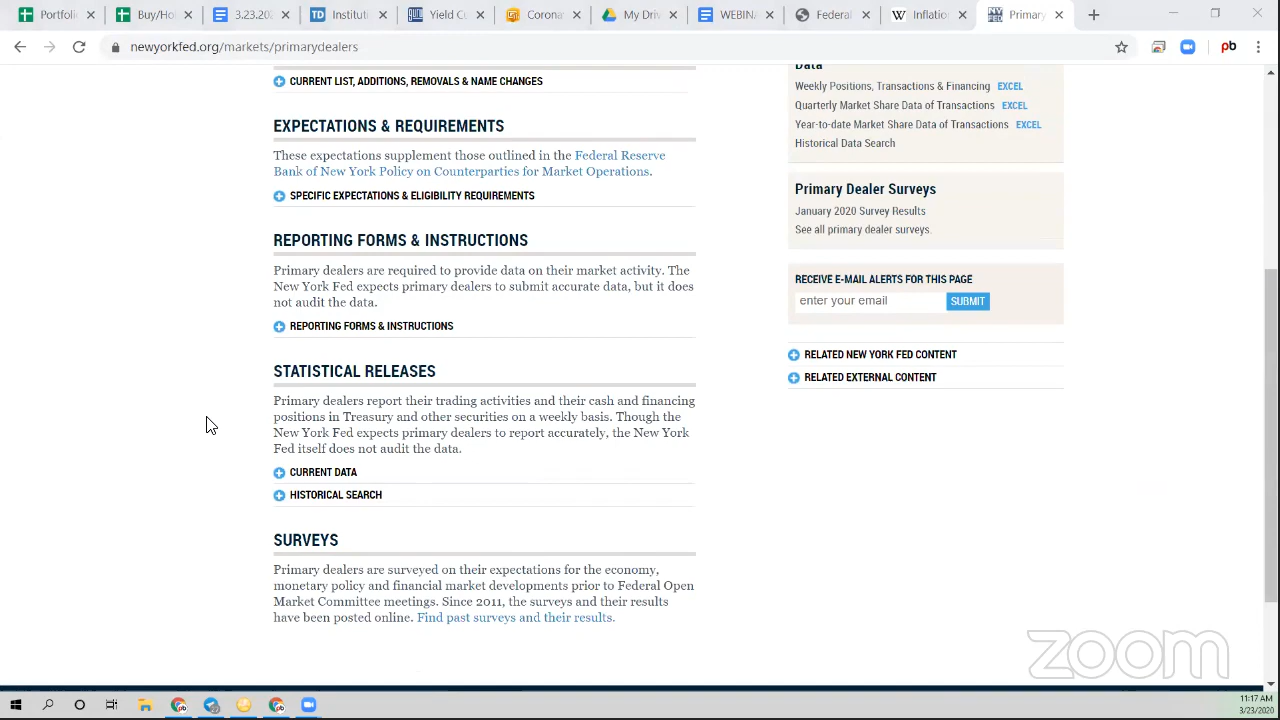 Portfolio
Buy/Ho
3.23.20
Instituti
Yielde
Corona
My Driv
WEBINA
Federal
Inflation
Primary
newyorkfed.org/markets/primarydealers
CURRENT LIST, ADDITIONS, REMOVALS & NAME CHANGES
EXPECTATIONS & REQUIREMENTS
These expectations supplement those outlined in the Federal Reserve
Bank of New York Policy on Counterparties for Market Operations.
SPECIFIC EXPECTATIONS & ELIGIBILITY REQUIREMENTS
REPORTING FORMS & INSTRUCTIONS
Primary dealers are required to provide data on their market activity. The
New York Fed expects primary dealers to submit accurate data, but it does
not audit the data.
REPORTING FORMS & INSTRUCTIONS
STATISTICAL RELEASES
Primary dealers report their trading activities and their cash and financing
positions in Treasury and other securities on a weekly basis. Though the
New York Fed expects primary dealers to report accurately, the New York
Fed itself does not audit the data.
CURRENT DATA
HISTORICAL SEARCH
SURVEYS
Primary dealers are surveyed on their expectations for the economy,
monetary policy and financial market developments prior to Federal Open
Market Committee meetings. Since 2011, the surveys and their results
have been posted online. Find past surveys and their results.
Data
Weekly Positions, Transactions & Financing EXCEL
Quarterly Market Share Data of Transactions EXCEL
Year-to-date Market Share Data of Transactions EXCEL
Historical Data Search
Primary Dealer Surveys
January 2020 Survey Results
See all primary dealer surveys.
RECEIVE E-MAIL ALERTS FOR THIS PAGE
enter your email
SUBMIT
RELATED NEW YORK FED CONTENT
RELATED EXTERNAL CONTENT
zoom
11:17 AM
3/23/2020